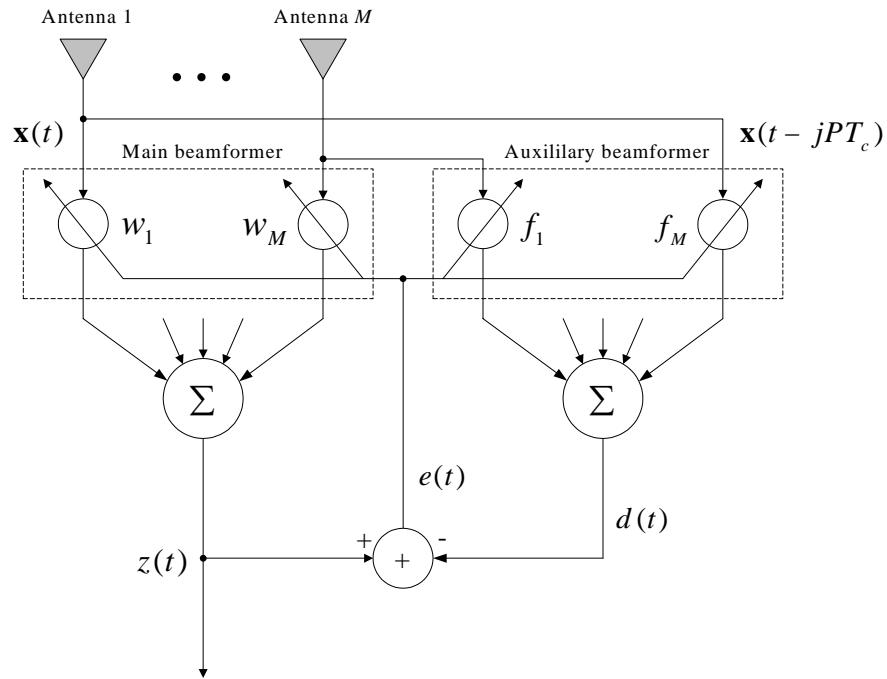 Antenna 1
Antenna M
• • •
x(t)
x(t − jPT_c)
Main beamformer
Auxililary beamformer
w_1
w_M
f_1
f_M
Σ
Σ
e(t)
d(t)
+
-
z(t)
+